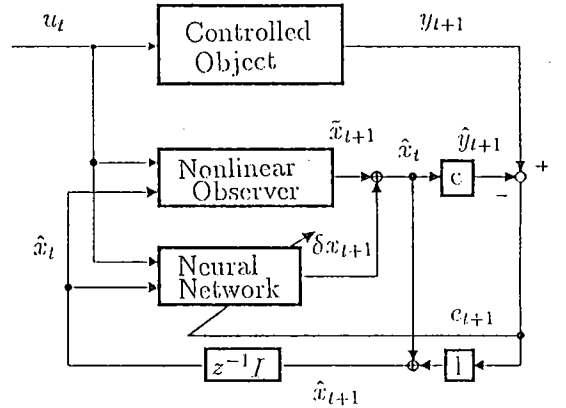 u_t
Controlled
Object
y_{t+1}
x̃_{t+1}
x̂_t
ŷ_{t+1}
Nonlinear
Observer
c
+
−
x̂_t
δx_{t+1}
Neural
Network
e_{t+1}
z^{-1}I
l
x̂_{t+1}